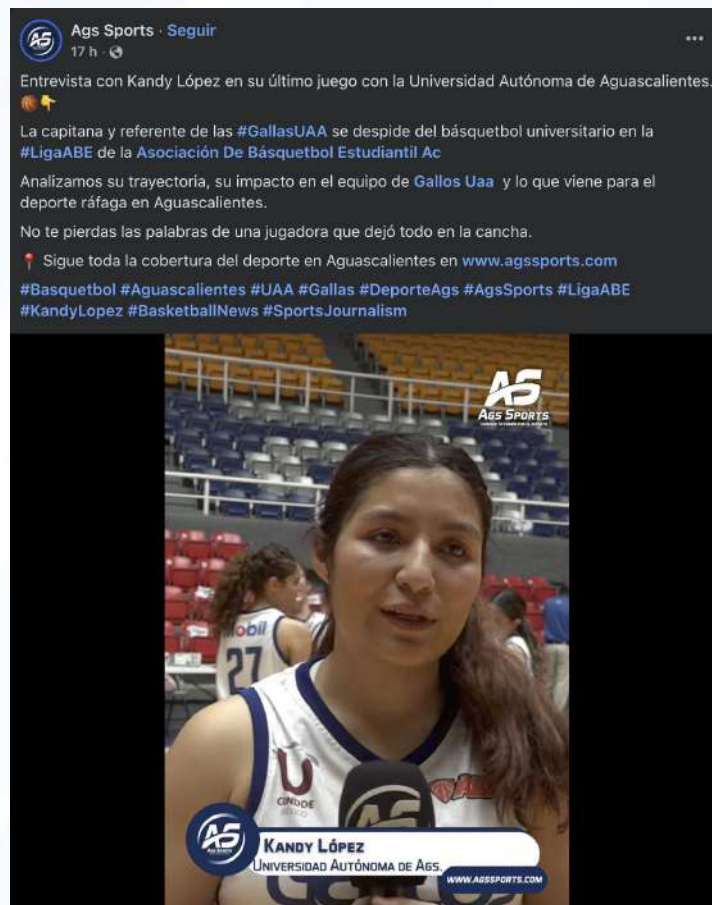 Ags Sports · Seguir
17 h ·
Entrevista con Kandy López en su último juego con la Universidad Autónoma de Aguascalientes.
🏀👇
La capitana y referente de las #GallasUAA se despide del básquetbol universitario en la
#LigaABE de la Asociación De Básquetbol Estudiantil Ac
Analizamos su trayectoria, su impacto en el equipo de Gallos Uaa y lo que viene para el
deporte ráfaga en Aguascalientes.
No te pierdas las palabras de una jugadora que dejó todo en la cancha.
📍 Sigue toda la cobertura del deporte en Aguascalientes en www.agssports.com
#Basquetbol #Aguascalientes #UAA #Gallas #DeporteAgs #AgsSports #LigaABE
#KandyLopez #BasketballNews #SportsJournalism
AS
AGS SPORTS
Mobil
27
CONDDE
AS
AS
KANDY LÓPEZ
UNIVERSIDAD AUTÓNOMA DE AGS.
WWW.AGSSPORTS.COM